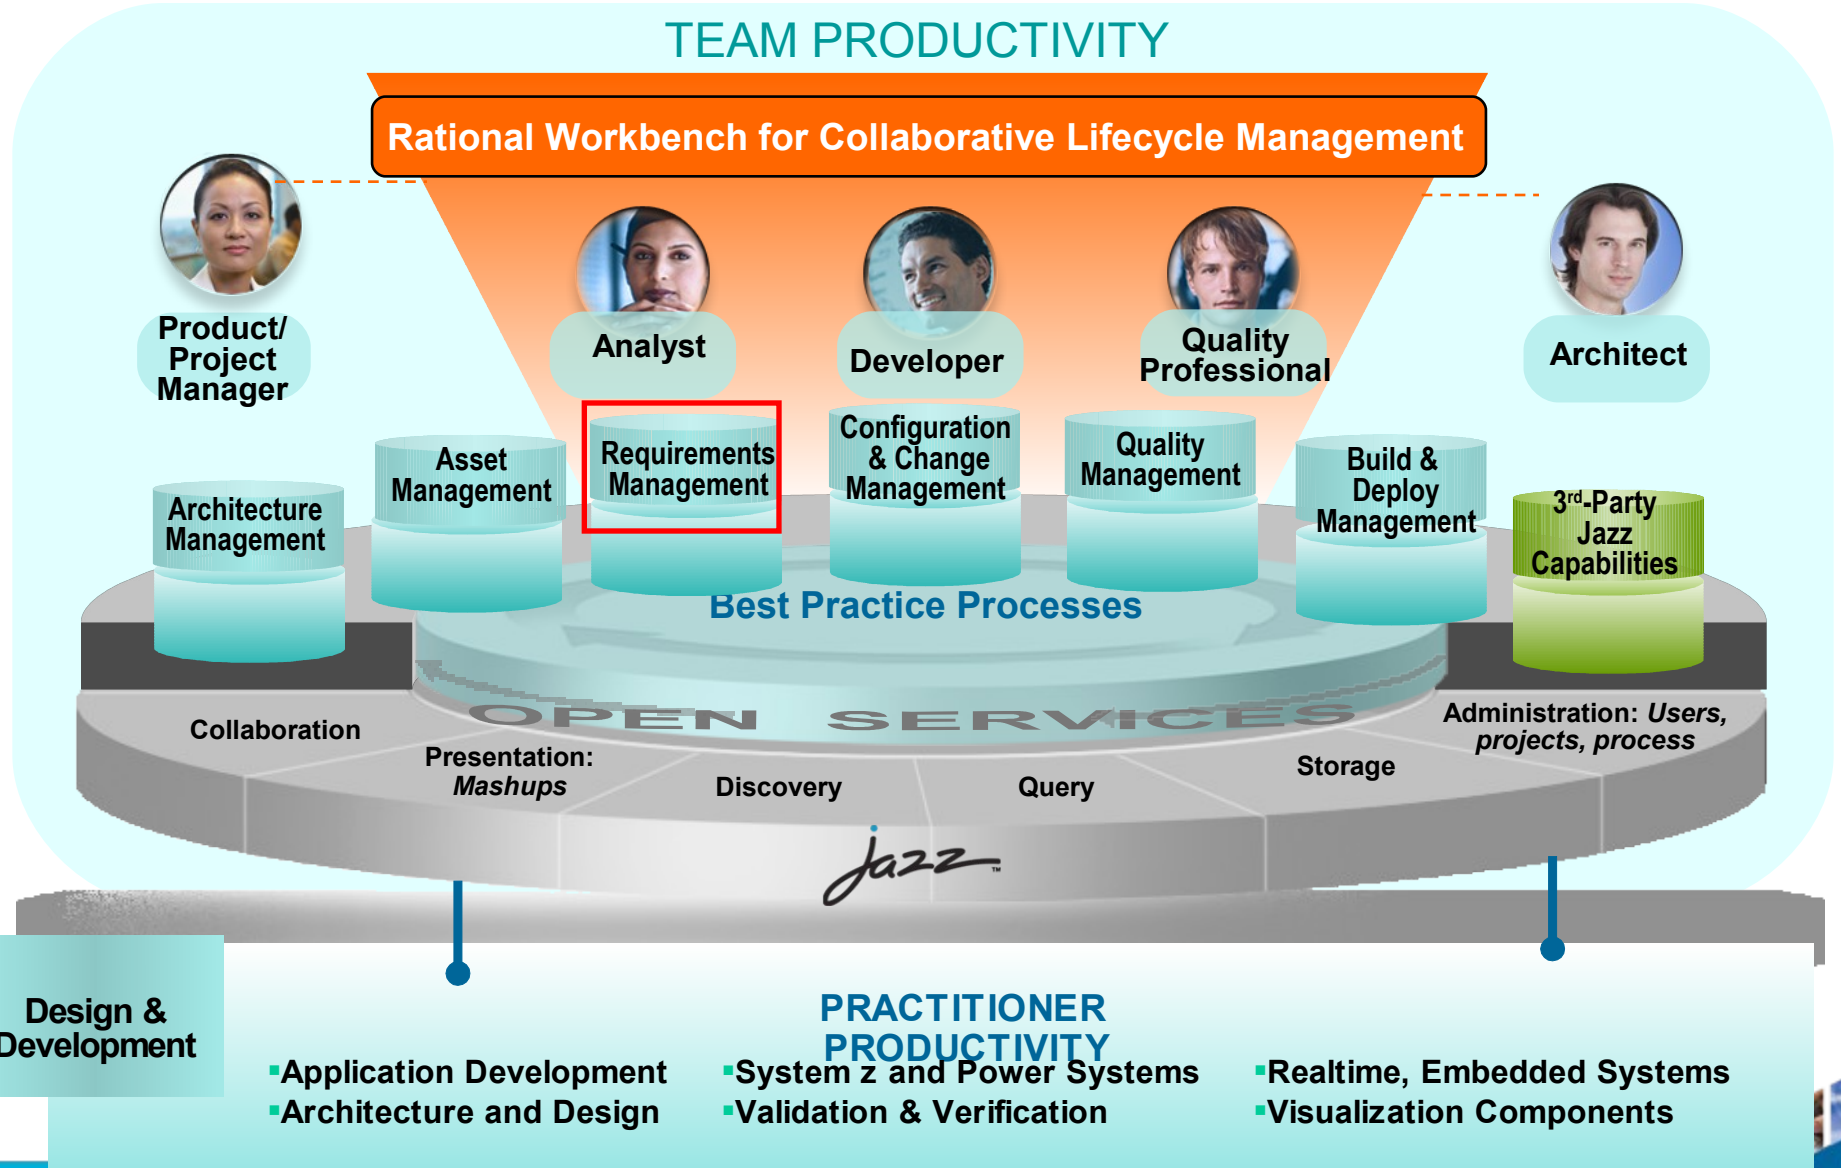 TEAM PRODUCTIVITY
Rational Workbench for Collaborative Lifecycle Management
Product/
Project
Manager
Analyst
Developer
Quality
Professional
Architect
Architecture
Management
Asset
Management
Requirements
Management
Configuration
& Change
Management
Quality
Management
Build &
Deploy
Management
3rd-Party
Jazz
Capabilities
Best Practice Processes
OPEN SERVICES
Collaboration
Presentation:
Mashups
Discovery
Query
Storage
Administration: Users,
projects, process
jazz™
Design &
Development
PRACTITIONER
PRODUCTIVITY
▪Application Development
▪Architecture and Design
▪System z and Power Systems
▪Validation & Verification
▪Realtime, Embedded Systems
▪Visualization Components